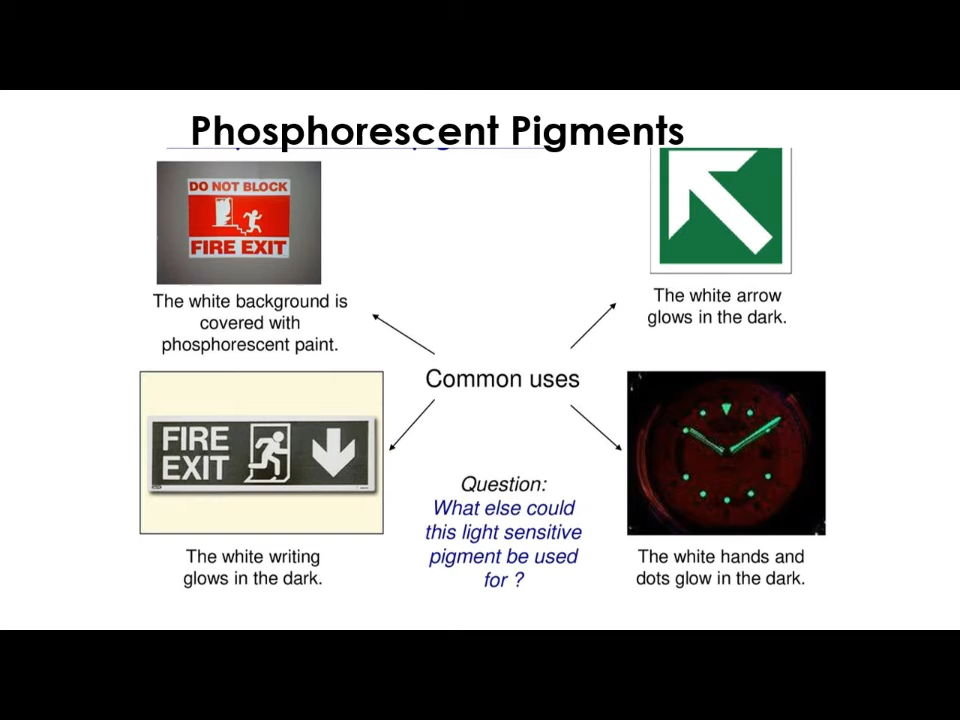 Phosphorescent Pigments
DO NOT BLOCK
FIRE EXIT
The white background is
covered with
phosphorescent paint.
The white arrow
glows in the dark.
Common uses
FIRE
EXIT
The white writing
glows in the dark.
Question:
What else could
this light sensitive
pigment be used
for ?
The white hands and
dots glow in the dark.